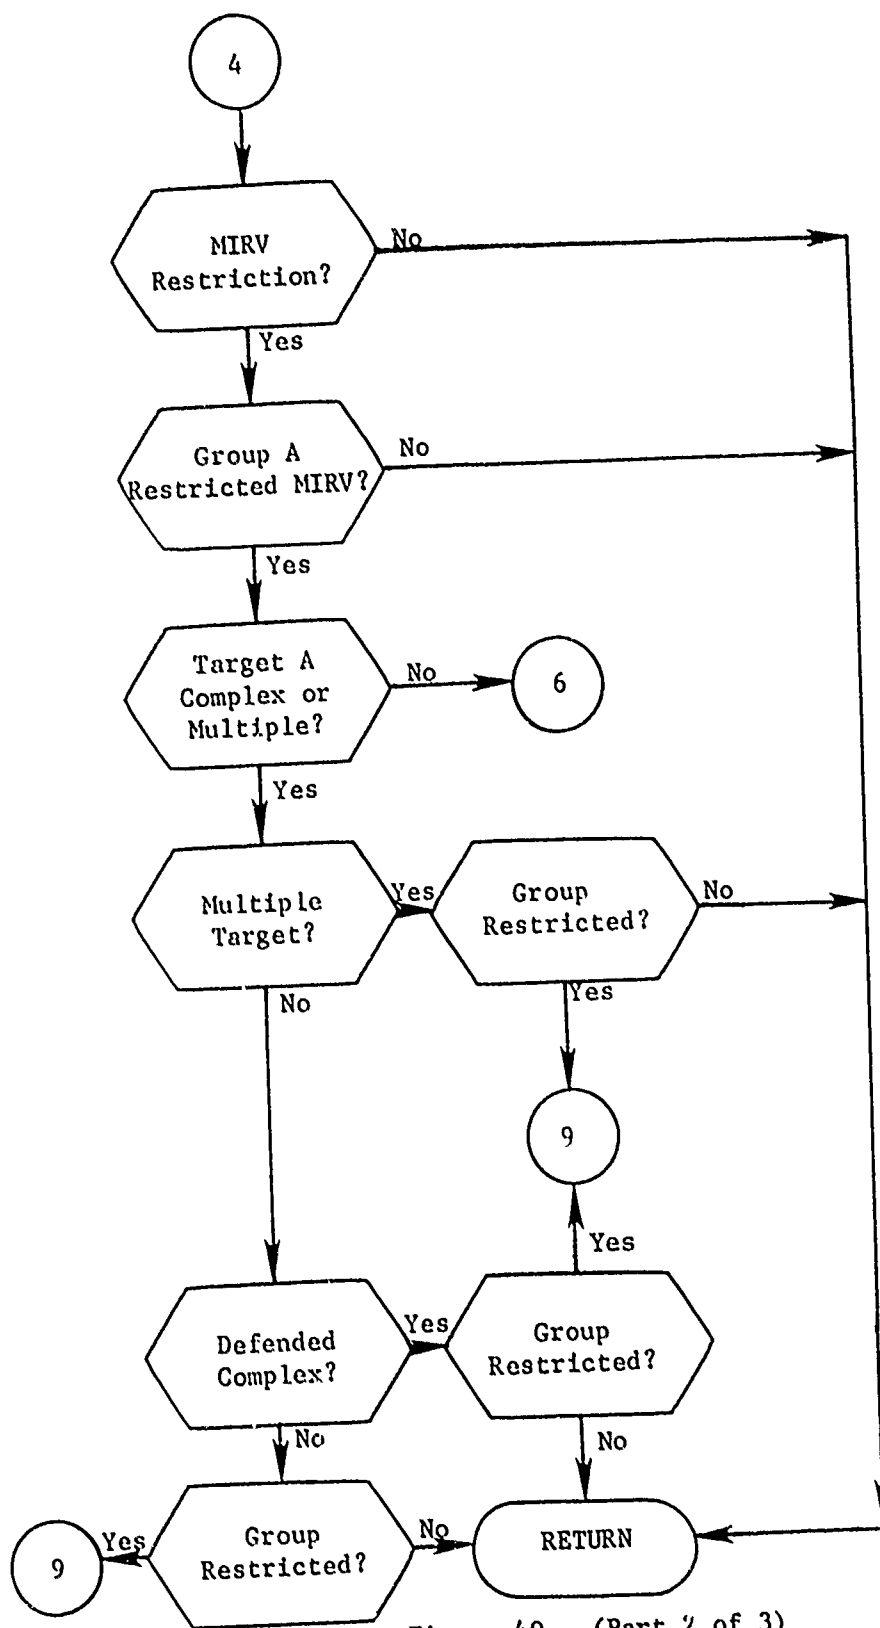 4
MIRV
Restriction?
No
Yes
Group A
Restricted MIRV?
No
Yes
Target A
Complex or
Multiple?
No
6
Yes
Multiple
Target?
Yes
Group
Restricted?
No
No
Yes
9
Yes
Defended
Complex?
Yes
Group
Restricted?
No
No
9
Yes
Group
Restricted?
No
RETURN
40. (Part 2 of 3)